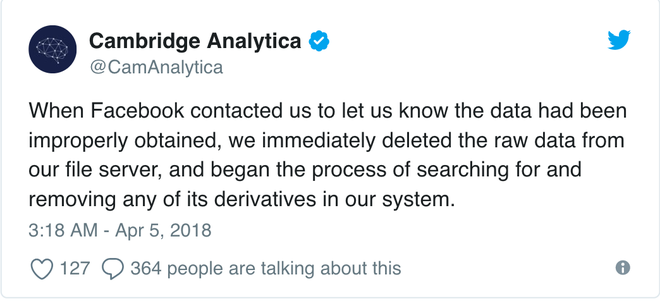 Cambridge Analytica
@CamAnalytica
When Facebook contacted us to let us know the data had been
improperly obtained, we immediately deleted the raw data from
our file server, and began the process of searching for and
removing any of its derivatives in our system.
3:18 AM - Apr 5, 2018
127 364 people are talking about this